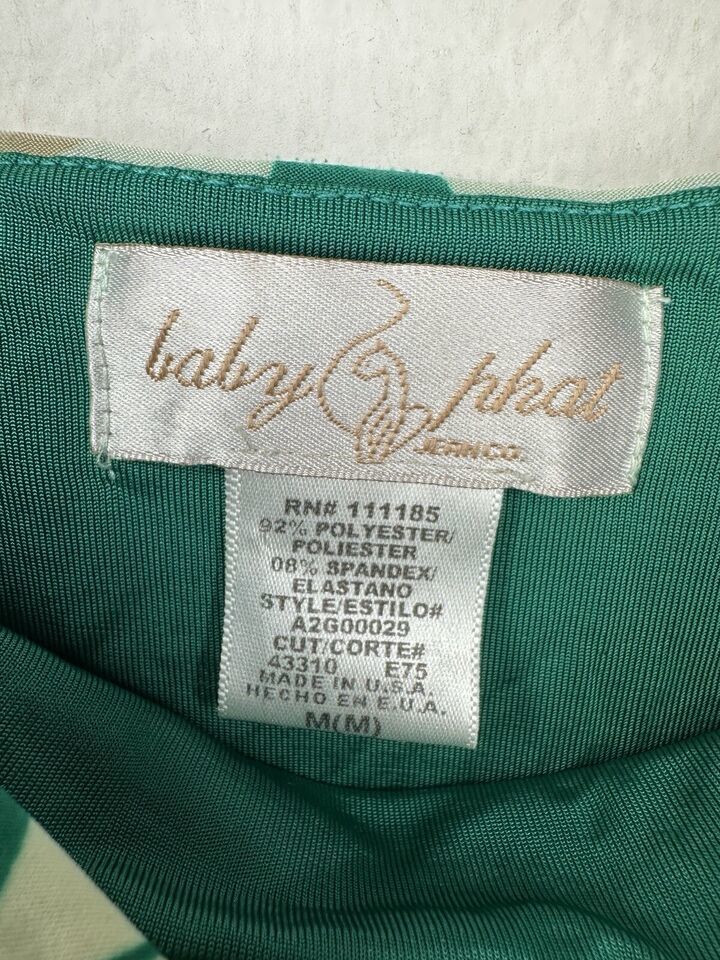 baby phat
JEAN CO.
RN# 111185
92% POLYESTER/
POLIESTER
08% SPANDEX/
ELASTANO
STYLE/ESTILO#
A2G00029
CUT/CORTE#
43310 E75
MADE IN U.S.A.
HECHO EN E.U.A.
M(M)